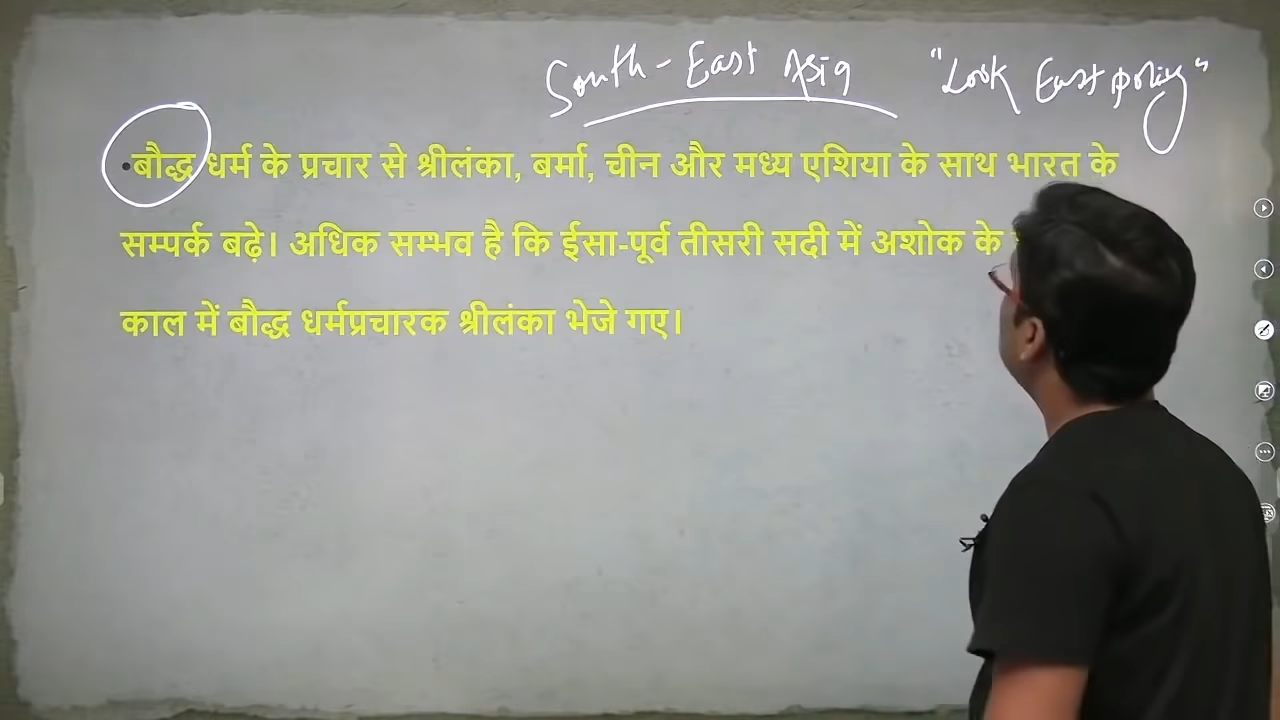 South-East Asia "Look East policy"
•बौद्ध धर्म के प्रचार से श्रीलंका, बर्मा, चीन और मध्य एशिया के साथ भारत के
सम्पर्क बढ़े। अधिक सम्भव है कि ईसा-पूर्व तीसरी सदी में अशोक के
काल में बौद्ध धर्मप्रचारक श्रीलंका भेजे गए।